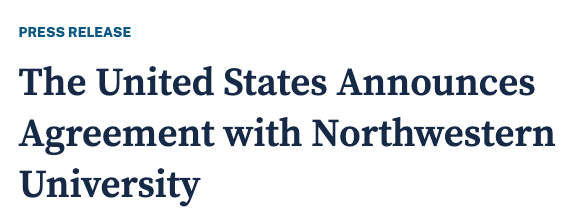 PRESS RELEASE
The United States Announces
Agreement with Northwestern
University